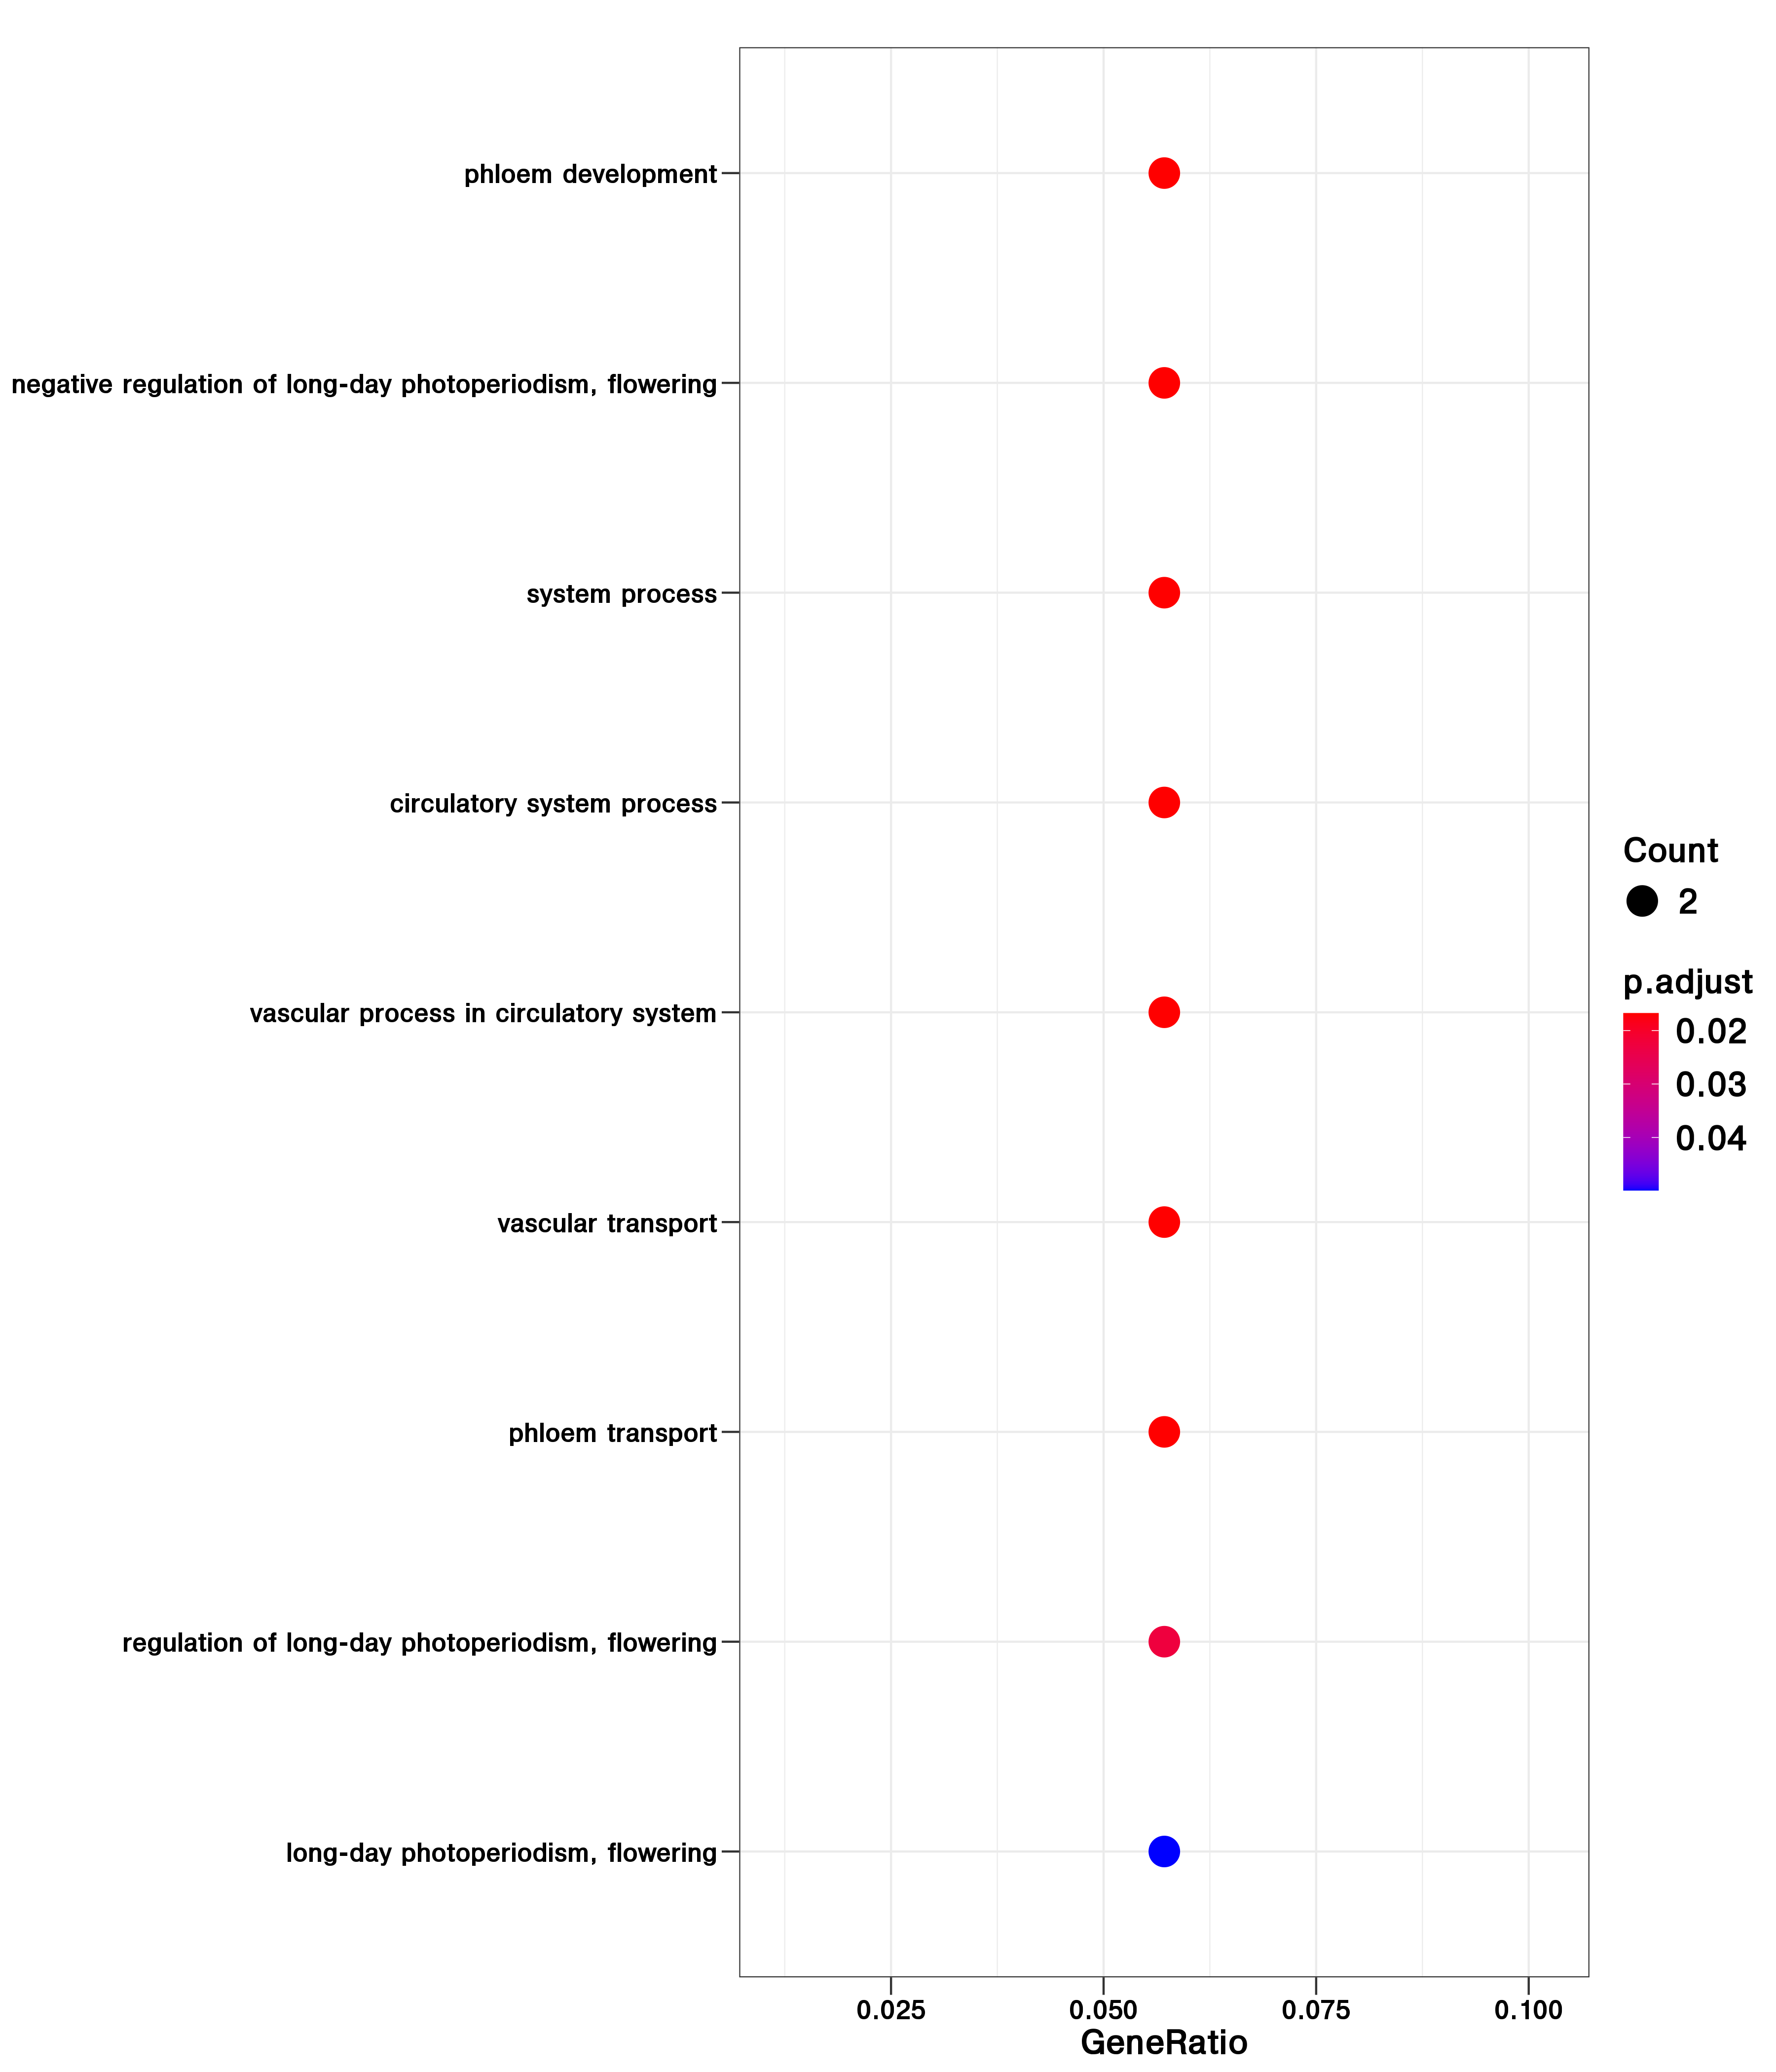 phloem development
negative regulation of long-day photoperiodism, flowering
system process
circulatory system process
vascular process in circulatory system
vascular transport
phloem transport
regulation of long-day photoperiodism, flowering
long-day photoperiodism, flowering
0.025 0.050 0.075 0.100
GeneRatio
Count
2
p.adjust
0.02
0.03
0.04